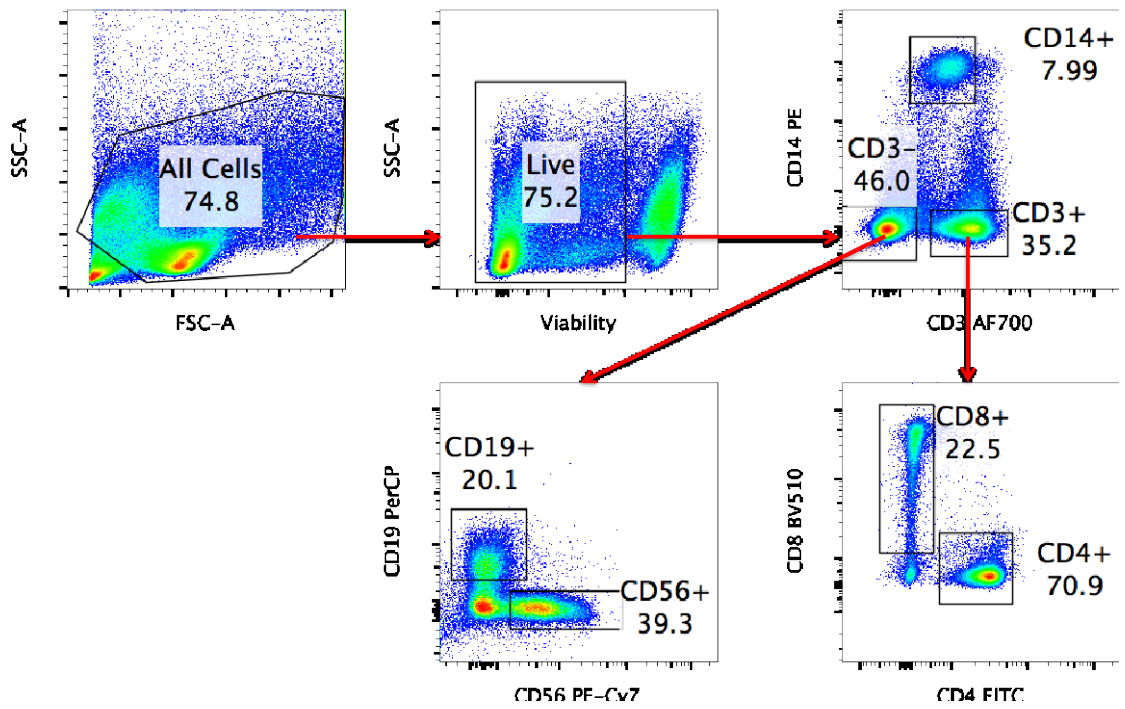 SSC-A
All Cells
74.8
FSC-A
SSC-A
Live
75.2
Viability
CD14 PE
CD14+
7.99
CD3-
46.0
CD3+
35.2
CD3 AF700
CD19 PerCP
CD19+
20.1
CD56+
39.3
CD56 PE-Cy7
CD8 BV510
CD8+
22.5
CD4+
70.9
CD4 FITC